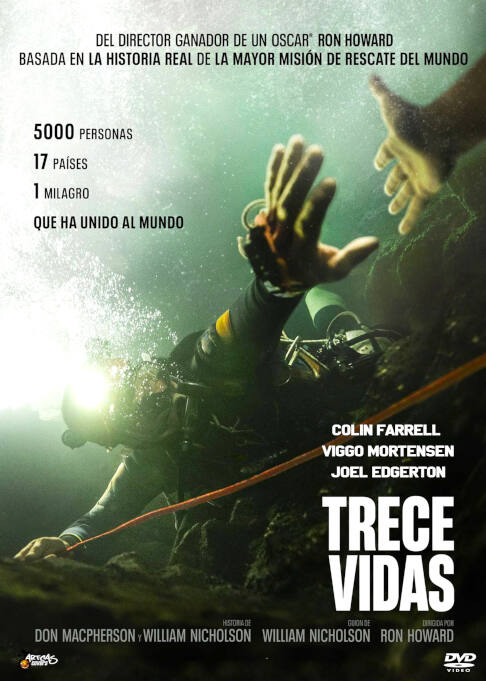 DEL DIRECTOR GANADOR DE UN OSCAR® RON HOWARD
BASADA EN LA HISTORIA REAL DE LA MAYOR MISIÓN DE RESCATE DEL MUNDO
5000 PERSONAS
17 PAÍSES
1 MILAGRO
QUE HA UNIDO AL MUNDO
COLIN FARRELL
VIGGO MORTENSEN
JOEL EDGERTON
TRECE
VIDAS
HISTORIA DE GUION DE DIRIGIDA POR
DON MACPHERSON Y WILLIAM NICHOLSON WILLIAM NICHOLSON RON HOWARD
ARTGAS
COVERS
DVD
VIDEO